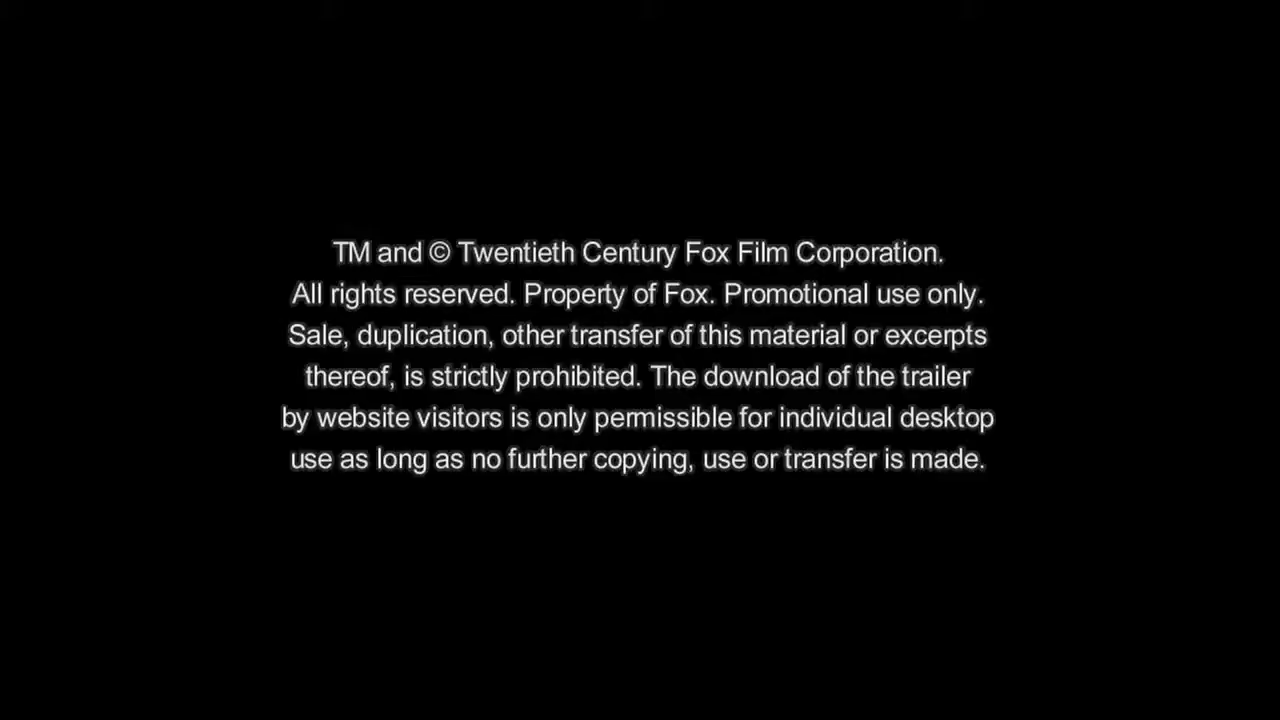 TM and © Twentieth Century Fox Film Corporation.
All rights reserved. Property of Fox. Promotional use only.
Sale, duplication, other transfer of this material or excerpts
thereof, is strictly prohibited. The download of the trailer
by website visitors is only permissible for individual desktop
use as long as no further copying, use or transfer is made.